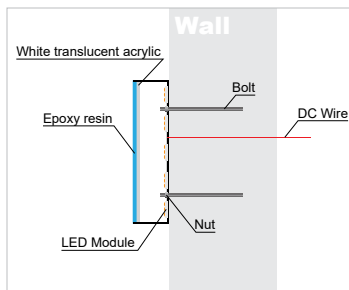 Wall
White translucent acrylic
Bolt
Epoxy resin
DC Wire
Nut
LED Module